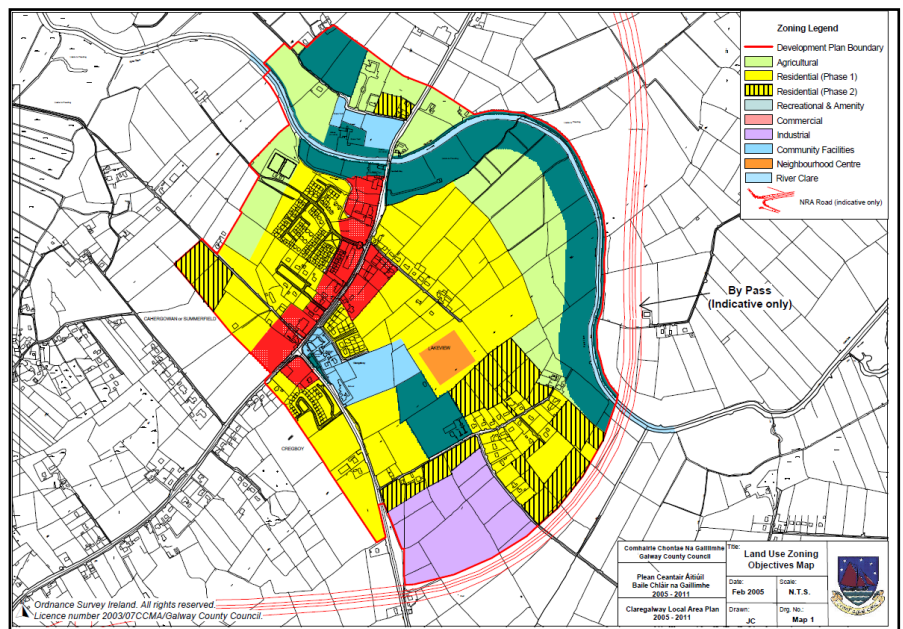 Zoning Legend
Development Plan Boundary
Agricultural
Residential (Phase 1)
Residential (Phase 2)
Recreational & Amenity
Commercial
Industrial
Community Facilities
Neighbourhood Centre
River Clare
NRA Road (indicative only)
By Pass
(Indicative only)
CAHERGOWAN or SUMMERFIELD
LAKEVIEW
CREGBOY
Comhairle Chontae Na Gaillimhe
Galway County Council
Plean Ceantair Áitiúil
Baile Chláir na Gaillimhe
2005 - 2011
Claregalway Local Area Plan
2005 - 2011
Title:
Land Use Zoning
Objectives Map
Date:
Feb 2005
Scale:
N.T.S.
Drawn:
JC
Drg. No.:
Map 1
Ordnance Survey Ireland. All rights reserved.
Licence number 2003/07CCMA/Galway County Council.